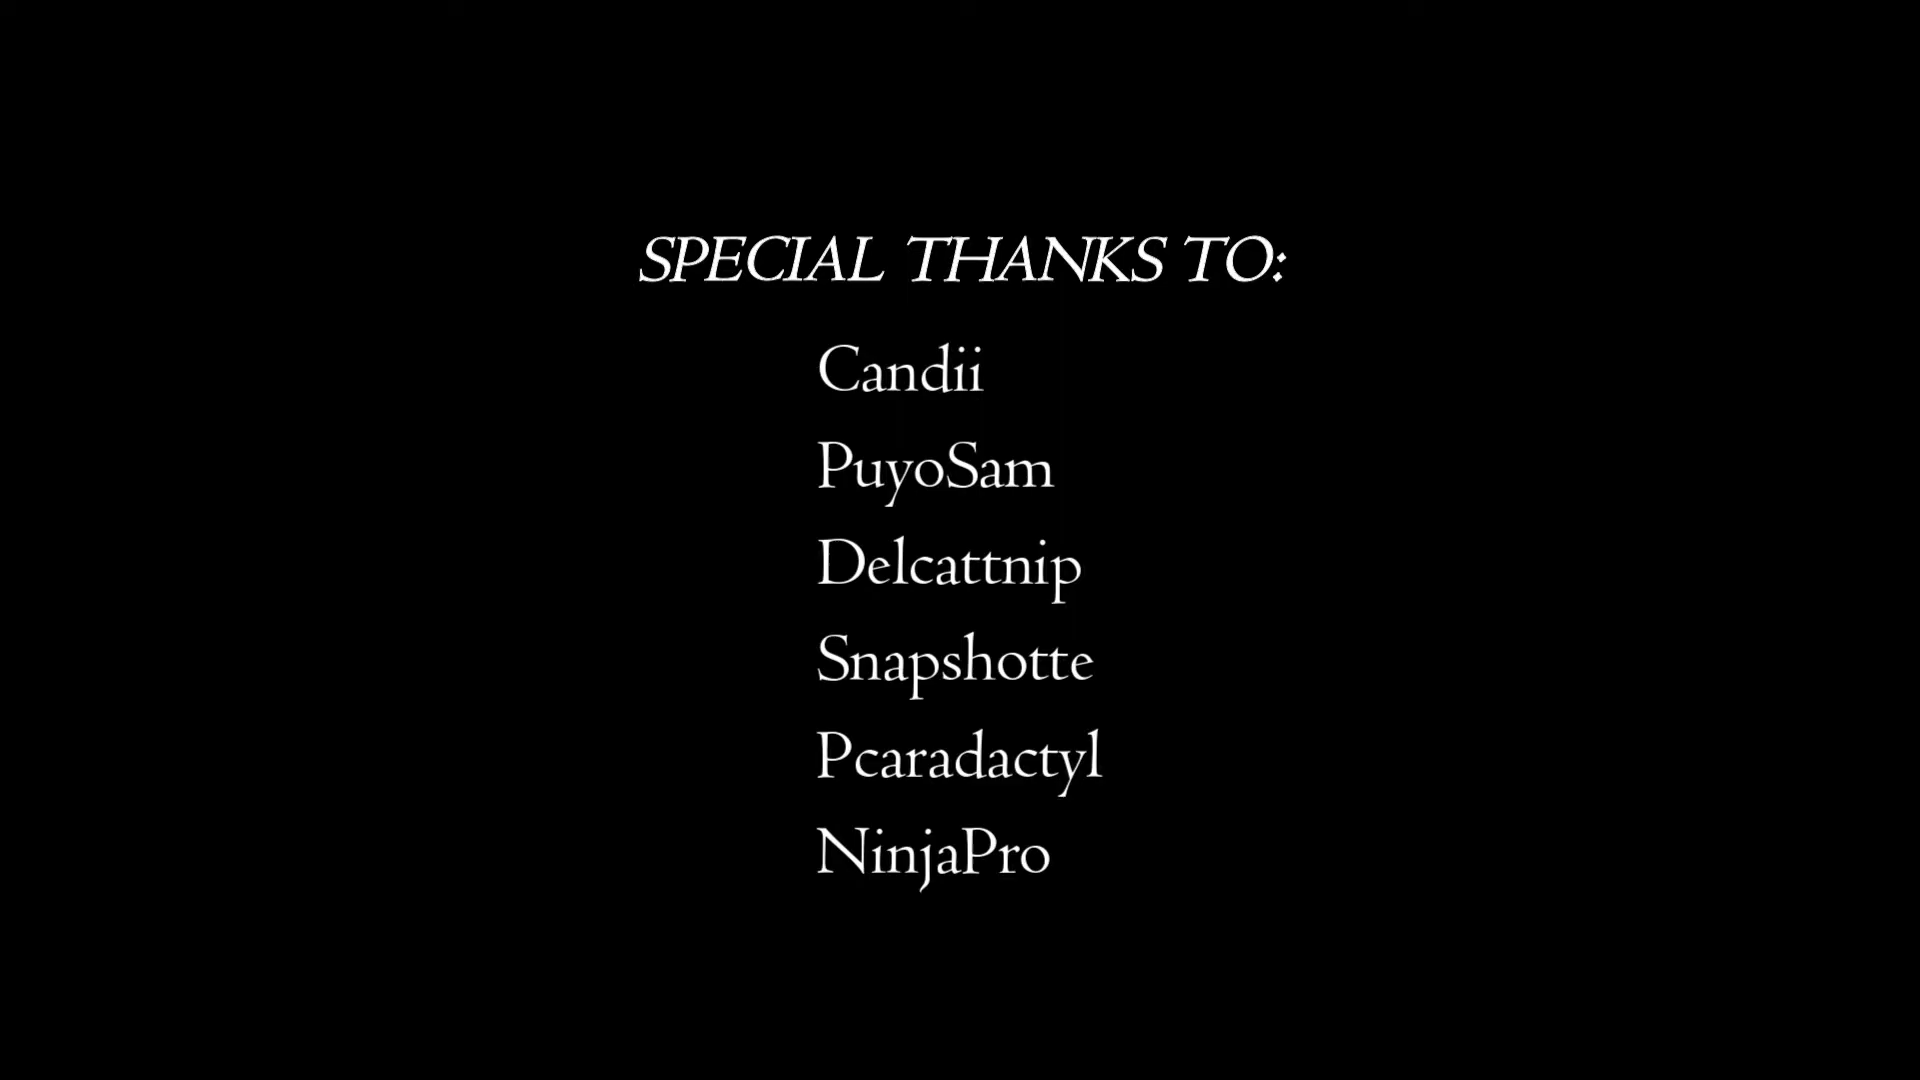 SPECIAL THANKS TO:
Candii
PuyoSam
Delcattnip
Snapshotte
Pcaradactyl
NinjaPro